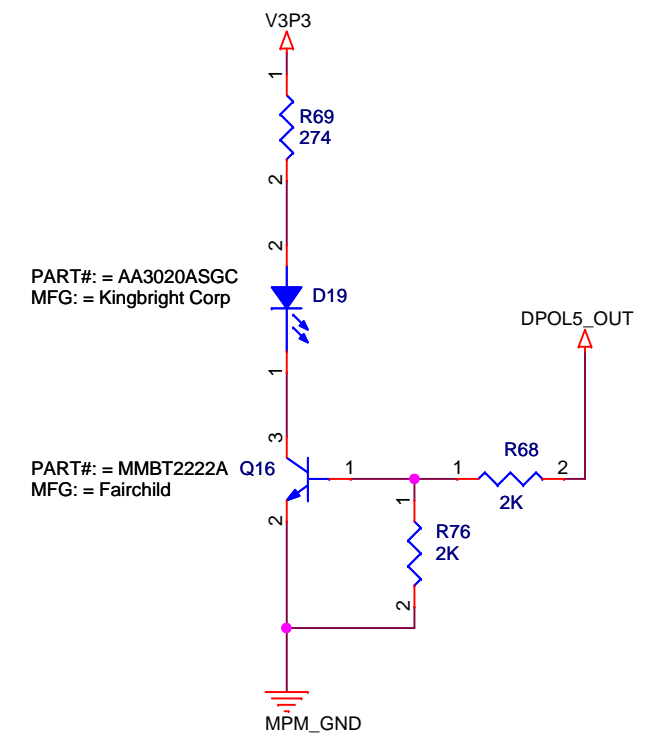 V3P3
1
R69
274
2
2
PART#: = AA3020ASGC
MFG: = Kingbright Corp
D19
DPOL5_OUT
1
3
PART#: = MMBT2222A
MFG: = Fairchild
Q16
1
1
R68
2
2K
2
1
R76
2K
2
MPM_GND